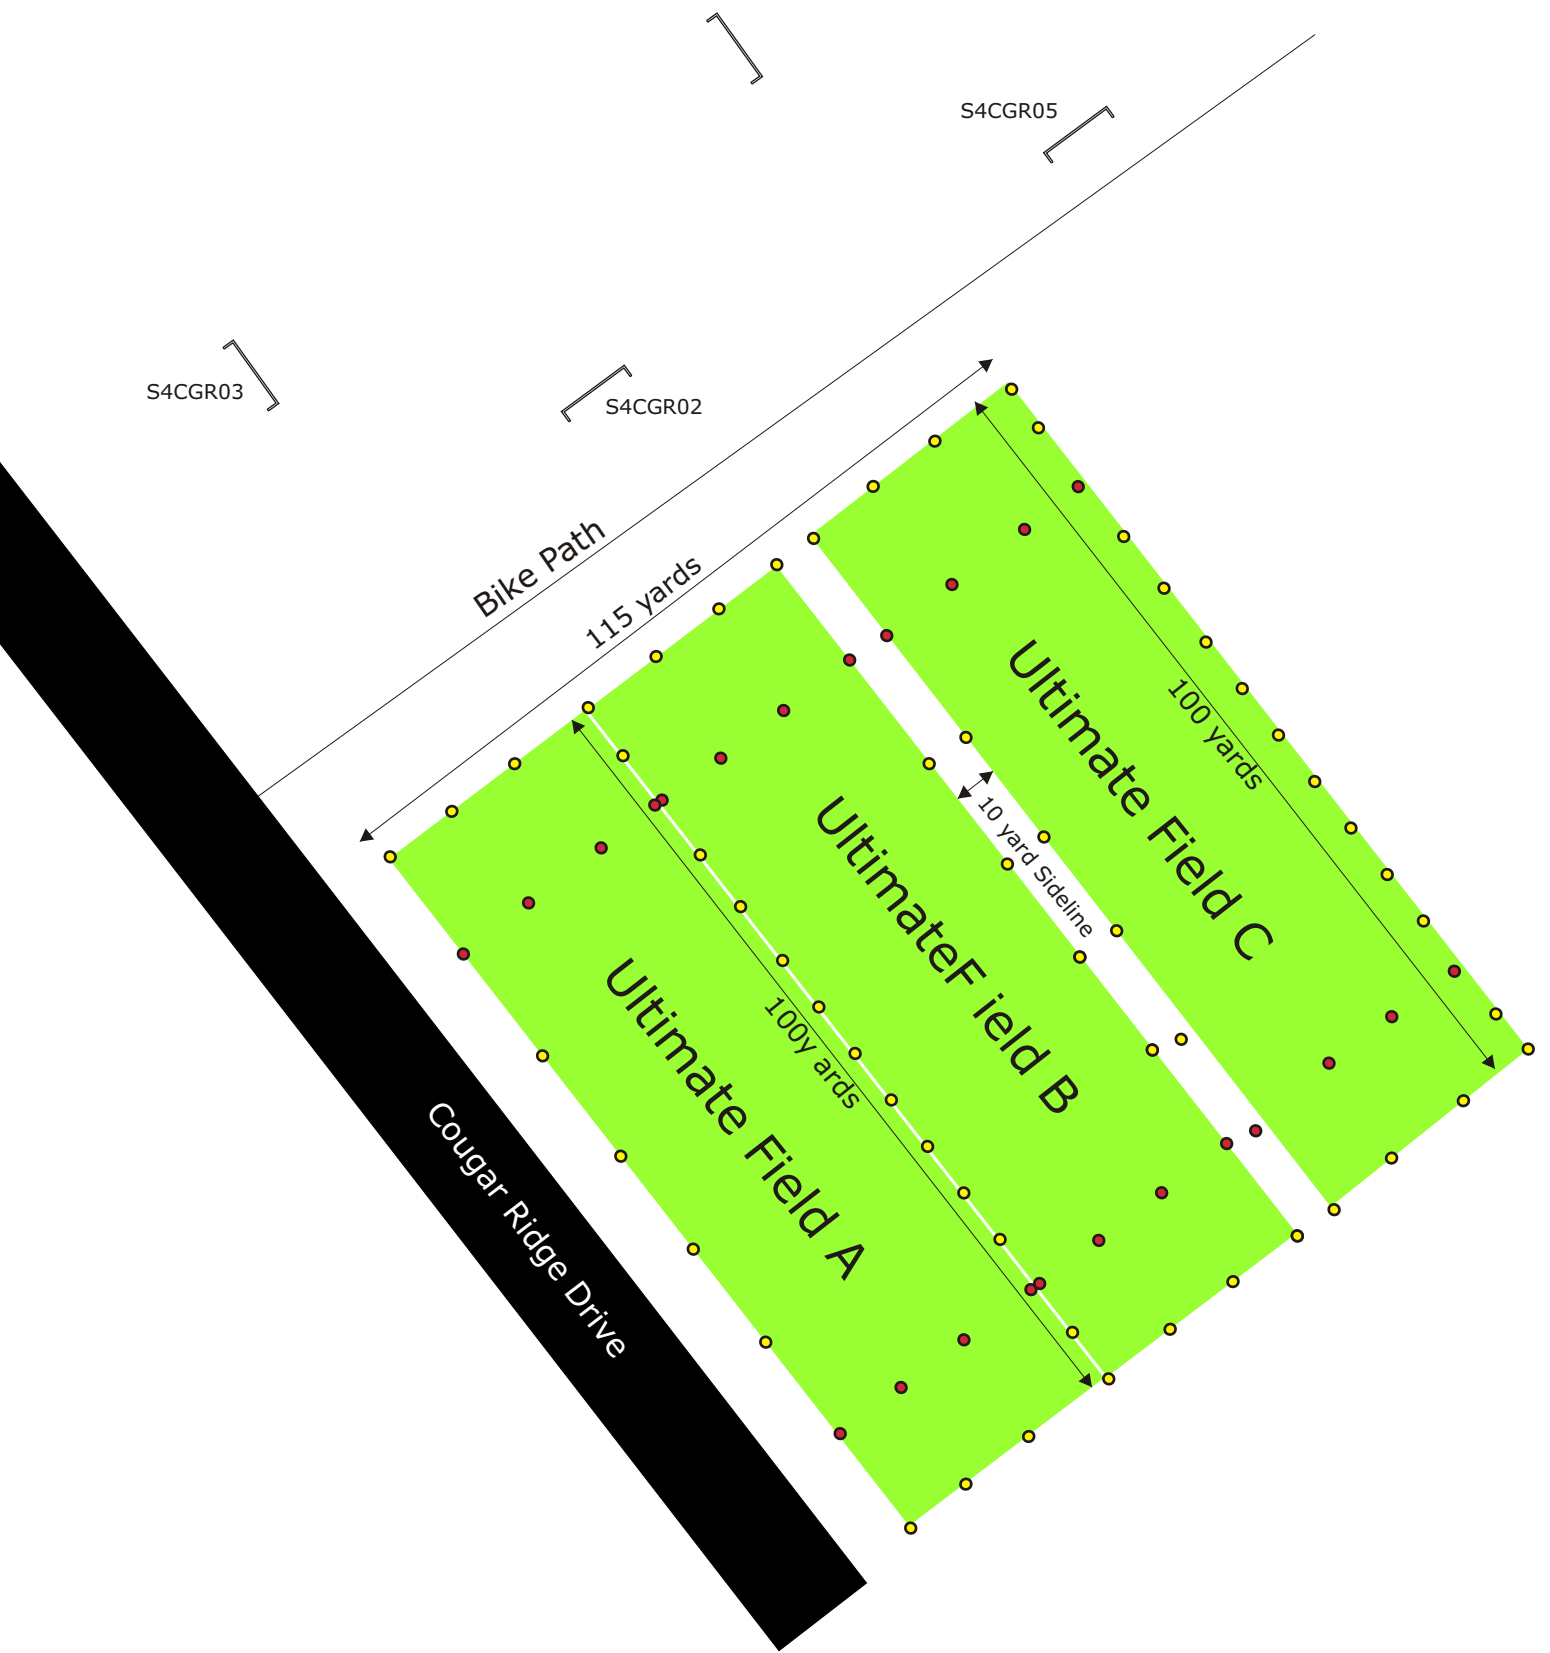 S4CGR05
S4CGR03
S4CGR02
Bike Path
115 yards
Ultimate Field C
100 yards
UltimateF ield B
10 yard Sideline
Ultimate Field A
100y ards
Cougar Ridge Drive